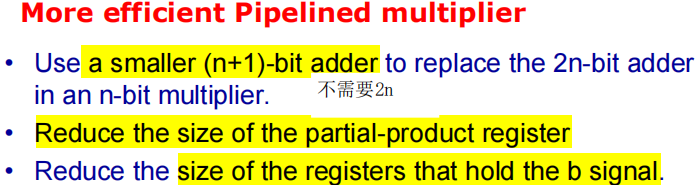 More efficient Pipelined multiplier
• Use a smaller (n+1)-bit adder to replace the 2n-bit adder
in an n-bit multiplier. 不需要2n
• Reduce the size of the partial-product register
• Reduce the size of the registers that hold the b signal.